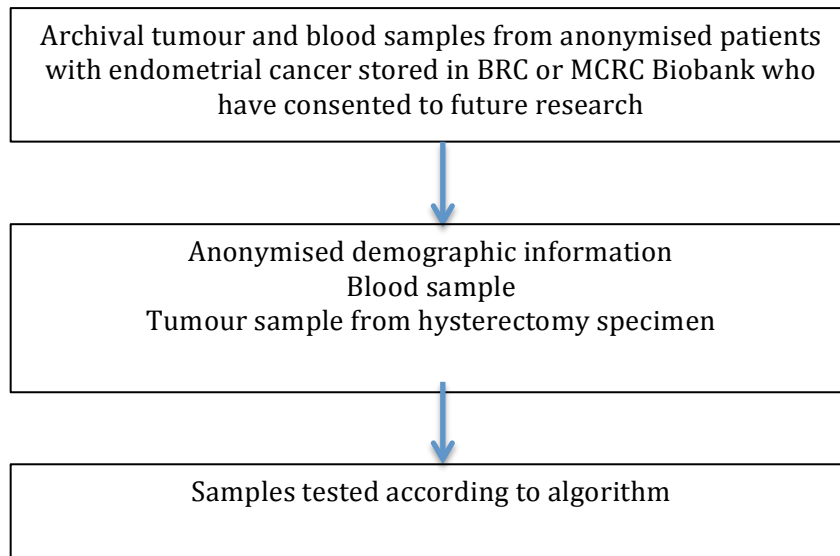 Archival tumour and blood samples from anonymised patients
with endometrial cancer stored in BRC or MCRC Biobank who
have consented to future research
Anonymised demographic information
Blood sample
Tumour sample from hysterectomy specimen
Samples tested according to algorithm